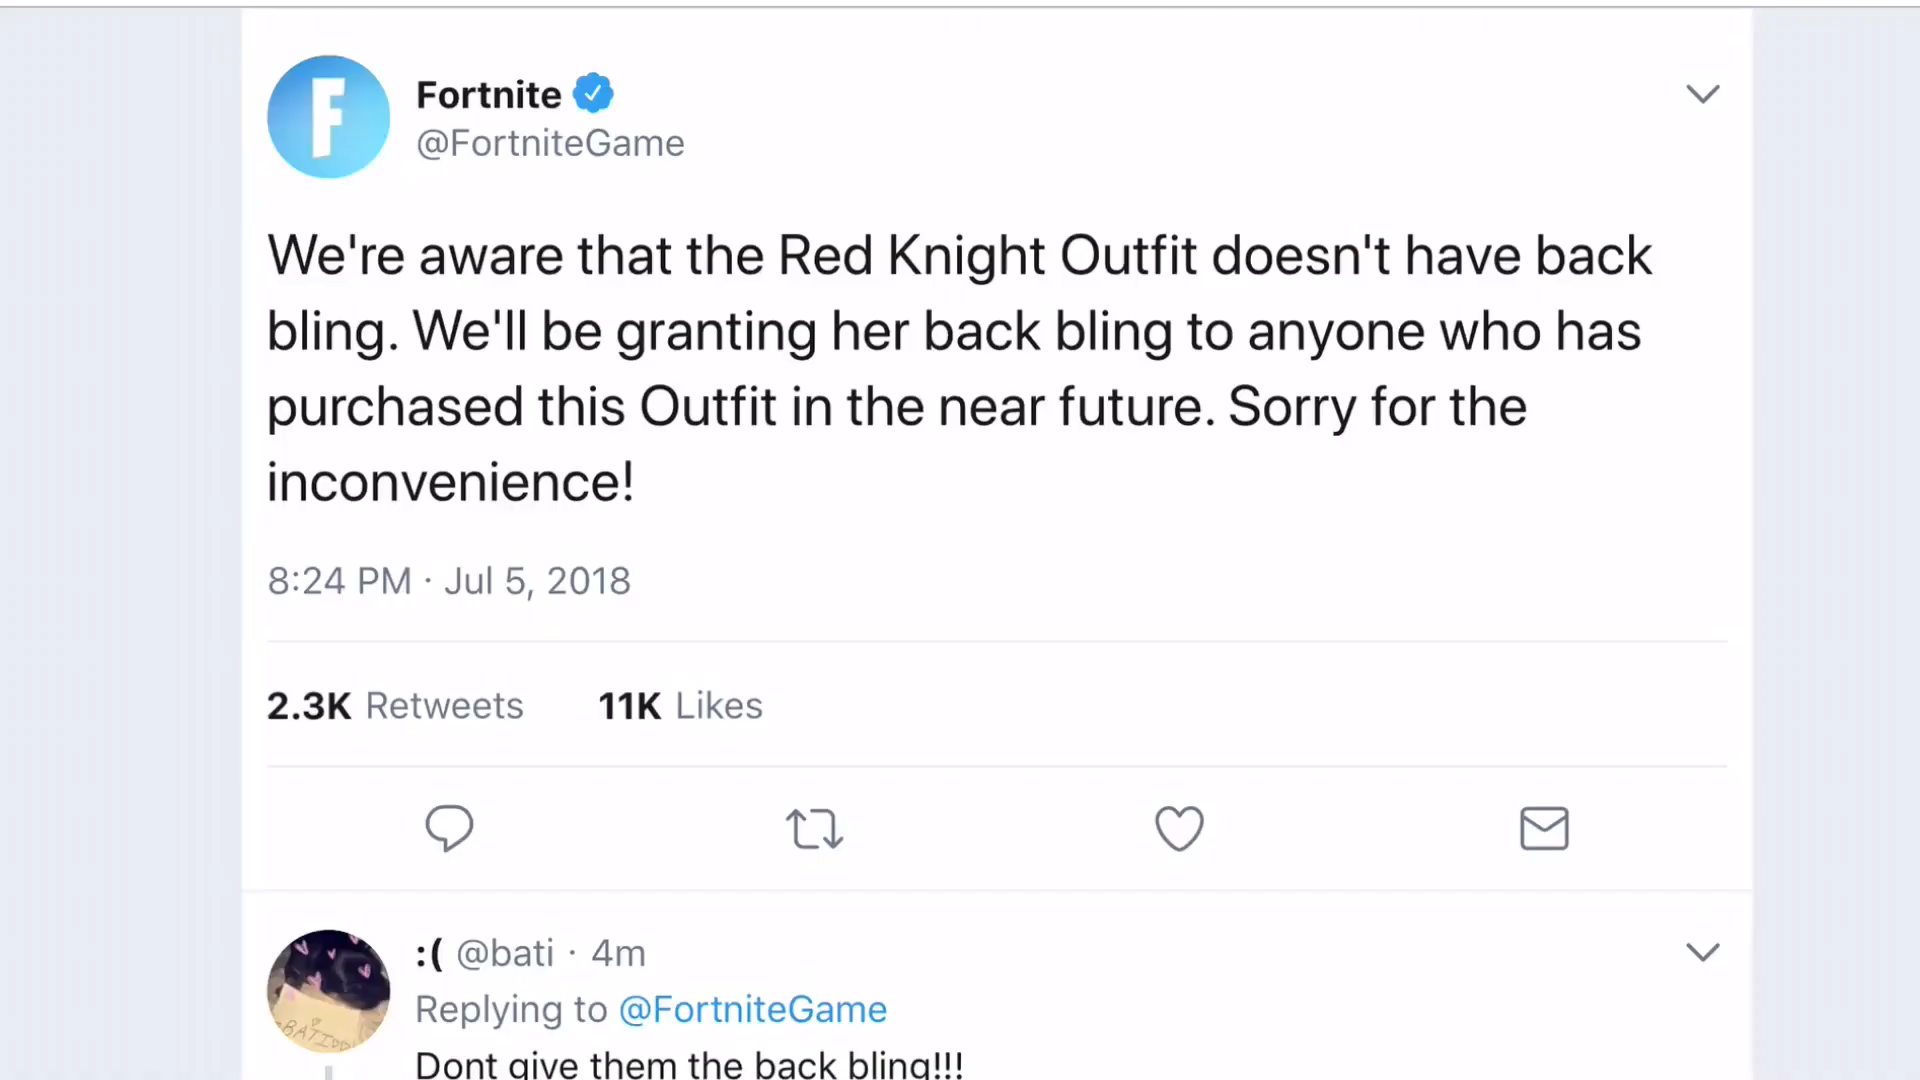 F
Fortnite
@FortniteGame
We're aware that the Red Knight Outfit doesn't have back
bling. We'll be granting her back bling to anyone who has
purchased this Outfit in the near future. Sorry for the
inconvenience!
8:24 PM · Jul 5, 2018
2.3K Retweets 11K Likes
:( @bati · 4m
Replying to @FortniteGame
Dont give them the back bling!!!